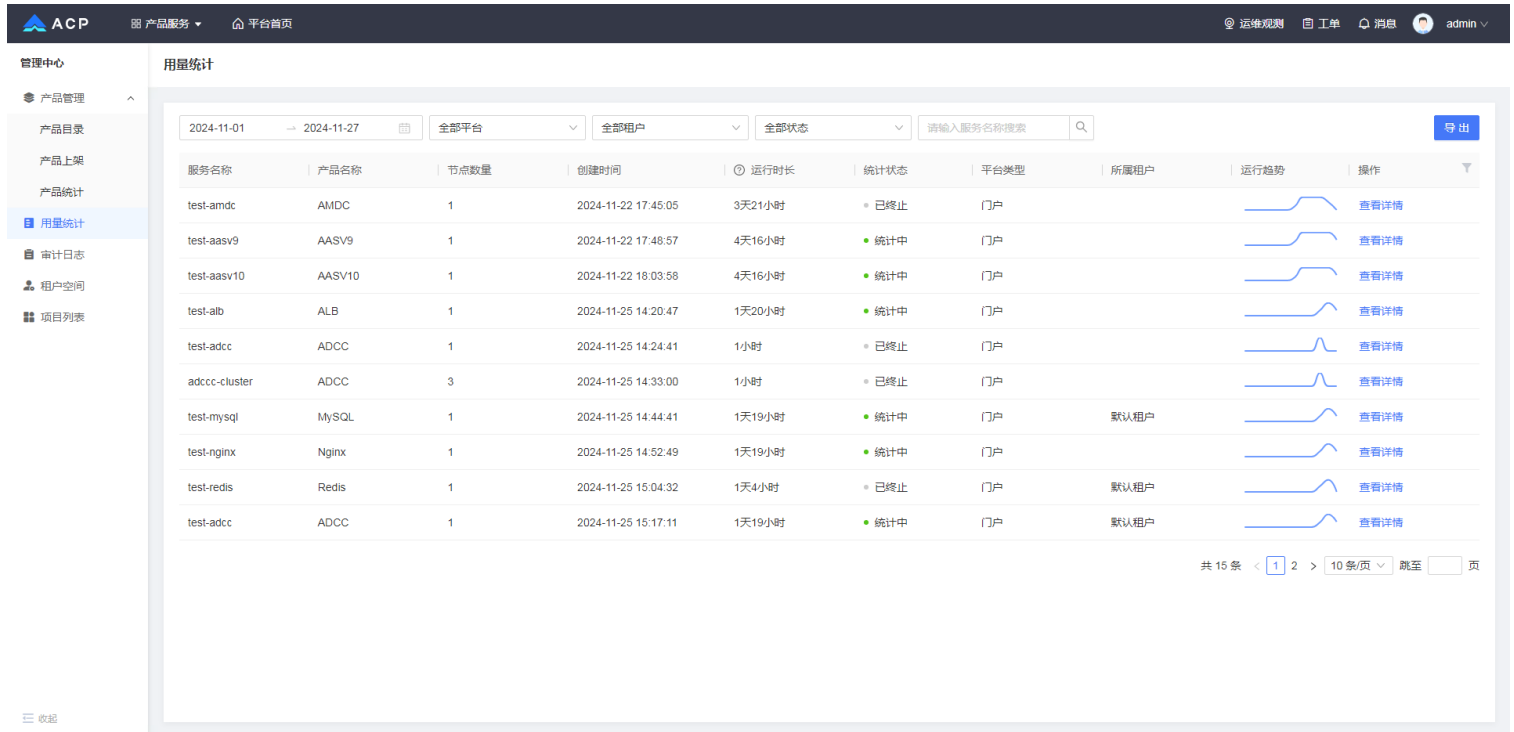 ACP 产品服务 平台首页 运维观测 工单 消息 admin
管理中心
产品管理
产品目录
产品上架
产品统计
用量统计
审计日志
租户空间
项目列表
收起
用量统计
2024-11-01 → 2024-11-27 全部平台 全部租户 全部状态 请输入服务名称搜索 导出
服务名称 产品名称 节点数量 创建时间 运行时长 统计状态 平台类型 所属租户 运行趋势 操作
test-amdc AMDC 1 2024-11-22 17:45:05 3天21小时 已终止 门户 查看详情
test-aasv9 AASV9 1 2024-11-22 17:48:57 4天16小时 统计中 门户 查看详情
test-aasv10 AASV10 1 2024-11-22 18:03:58 4天16小时 统计中 门户 查看详情
test-alb ALB 1 2024-11-25 14:20:47 1天20小时 统计中 门户 查看详情
test-adcc ADCC 1 2024-11-25 14:24:41 1小时 已终止 门户 查看详情
adccc-cluster ADCC 3 2024-11-25 14:33:00 1小时 已终止 门户 查看详情
test-mysql MySQL 1 2024-11-25 14:44:41 1天19小时 统计中 门户 默认租户 查看详情
test-nginx Nginx 1 2024-11-25 14:52:49 1天19小时 统计中 门户 查看详情
test-redis Redis 1 2024-11-25 15:04:32 1天4小时 已终止 门户 默认租户 查看详情
test-adcc ADCC 1 2024-11-25 15:17:11 1天19小时 统计中 门户 默认租户 查看详情
共 15 条 < 1 2 > 10 条/页 跳至 页